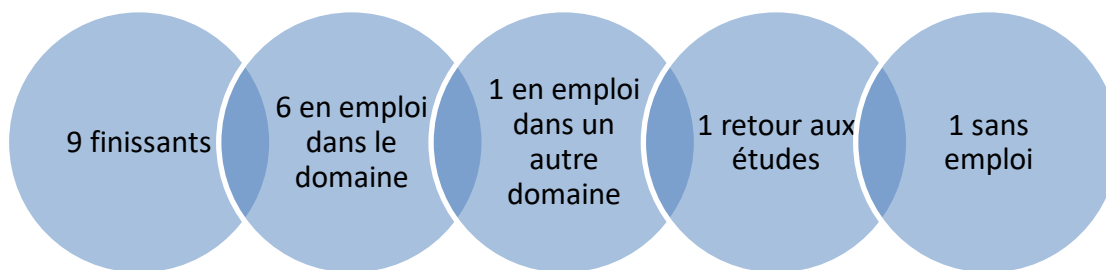 9 finissants
6 en emploi
dans le
domaine
1 en emploi
dans un
autre
domaine
1 retour aux
études
1 sans
emploi